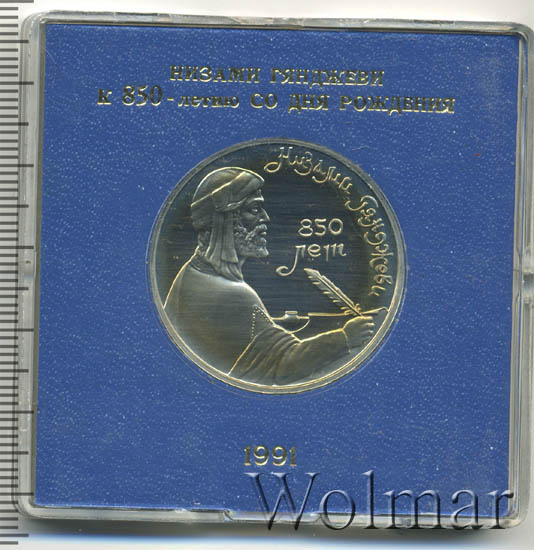 НИЗАМИ ГЯНДЖЕВИ
К 850-летию СО ДНЯ РОЖДЕНИЯ
Низами Гянджеви
850
лет
1991
Wolmar